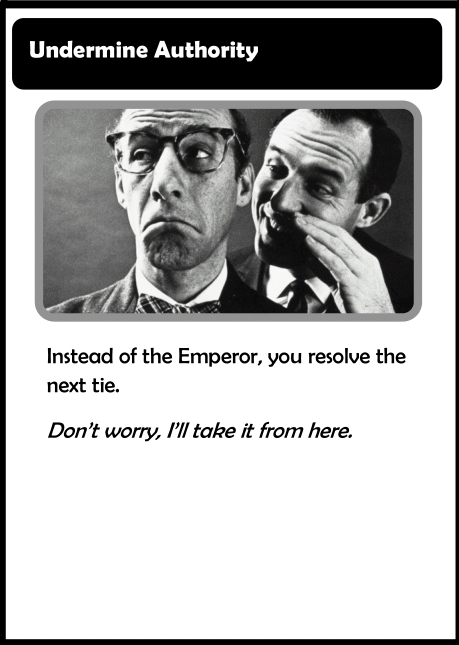 Undermine Authority
Instead of the Emperor, you resolve the
next tie.
Don't worry, I'll take it from here.